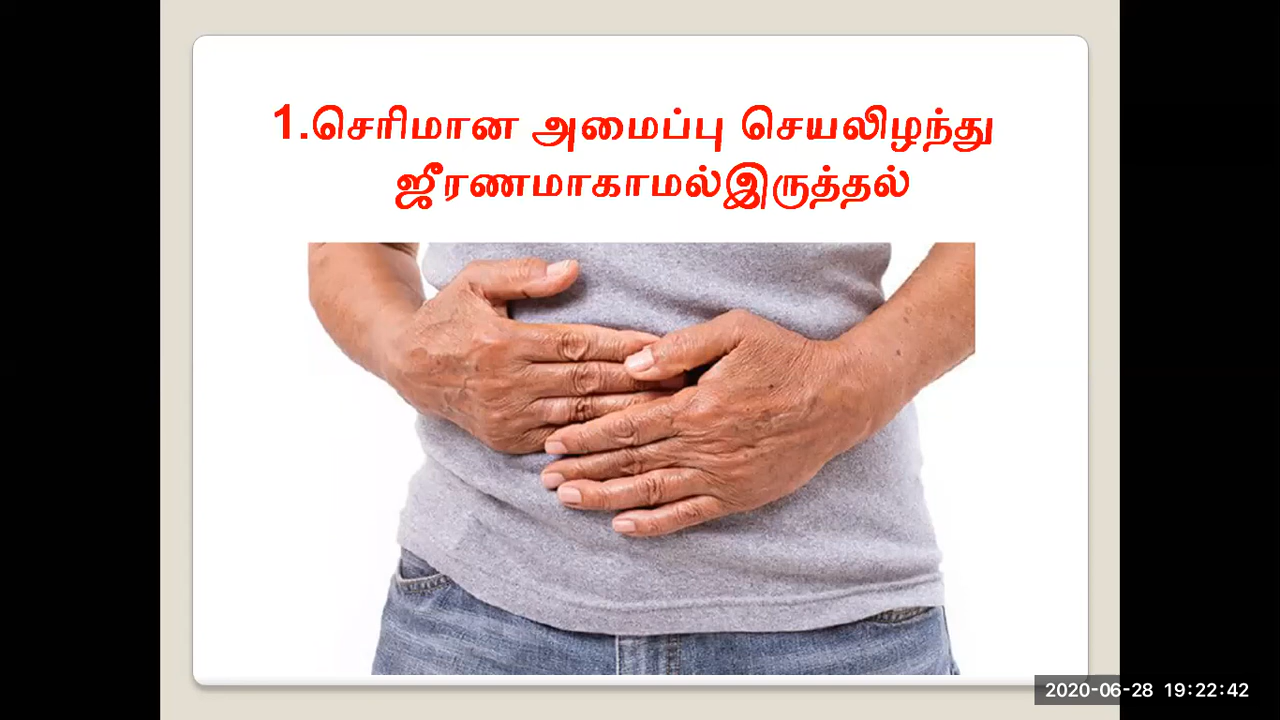 1.செரிமான அமைப்பு செயலிழந்து
ஜீரணமாகாமல்இருத்தல்
2020-06-28 19:22:42